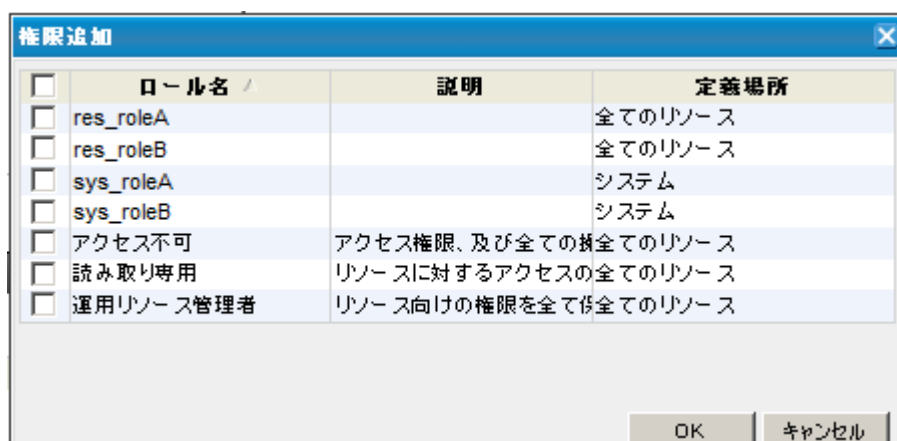 権限追加
ロール名 説明 定義場所
res_roleA 全てのリソース
res_roleB 全てのリソース
sys_roleA システム
sys_roleB システム
アクセス不可 アクセス権限、及び全ての 全てのリソース
読み取り専用 リソースに対するアクセスの 全てのリソース
運用リソース管理者 リソース向けの権限を全て 全てのリソース
OK キャンセル